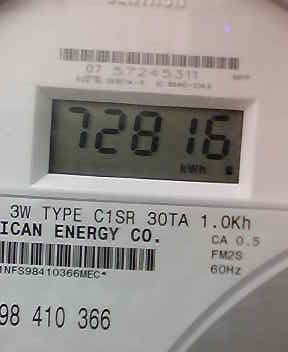 07 57245311
72816
kWh
3W TYPE C1SR 30TA 1.0Kh
ICAN ENERGY CO.
CA 0.5
FM2S
60Hz
1NFS98410366MEC*
98 410 366